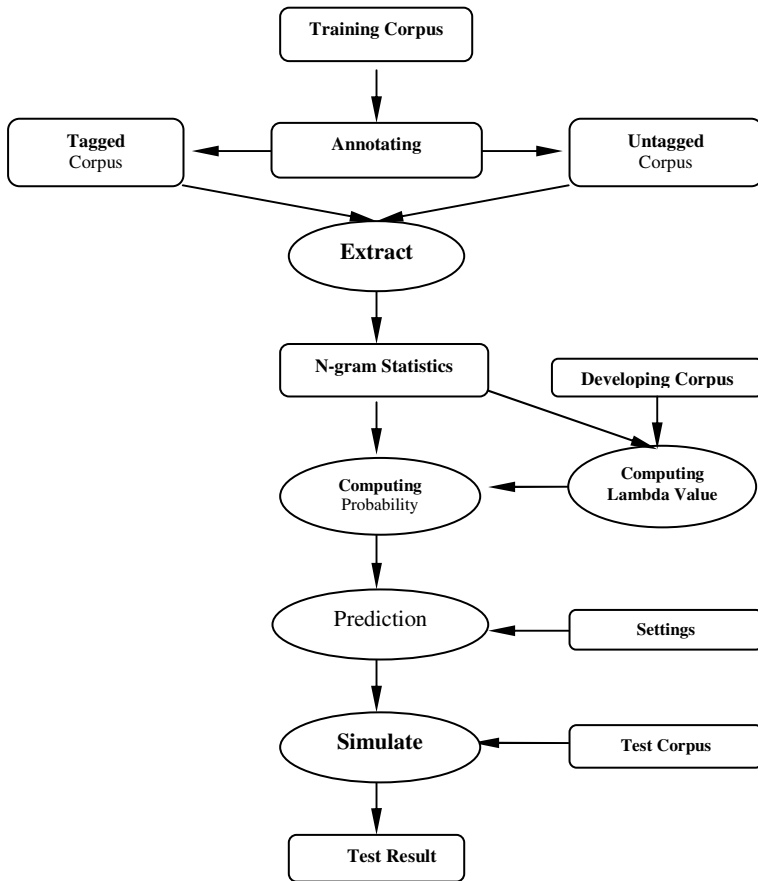 Training Corpus
Tagged
Corpus
Annotating
Untagged
Corpus
Extract
N-gram Statistics
Developing Corpus
Computing
Probability
Computing
Lambda Value
Prediction
Settings
Simulate
Test Corpus
Test Result